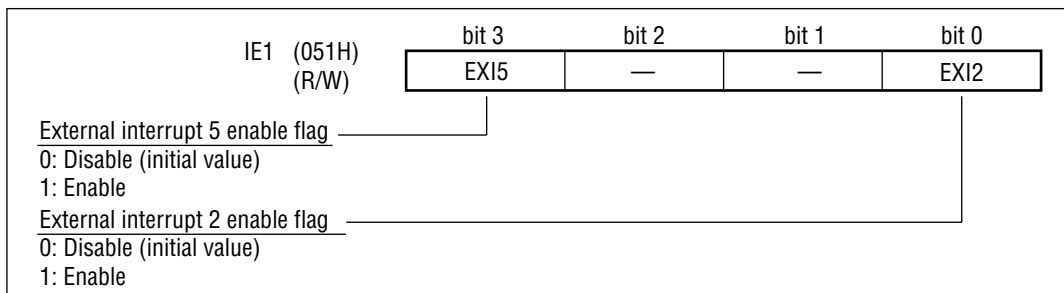 bit 3 bit 2 bit 1 bit 0
IE1 (051H)
(R/W)
EXI5 — — EXI2
External interrupt 5 enable flag
0: Disable (initial value)
1: Enable
External interrupt 2 enable flag
0: Disable (initial value)
1: Enable